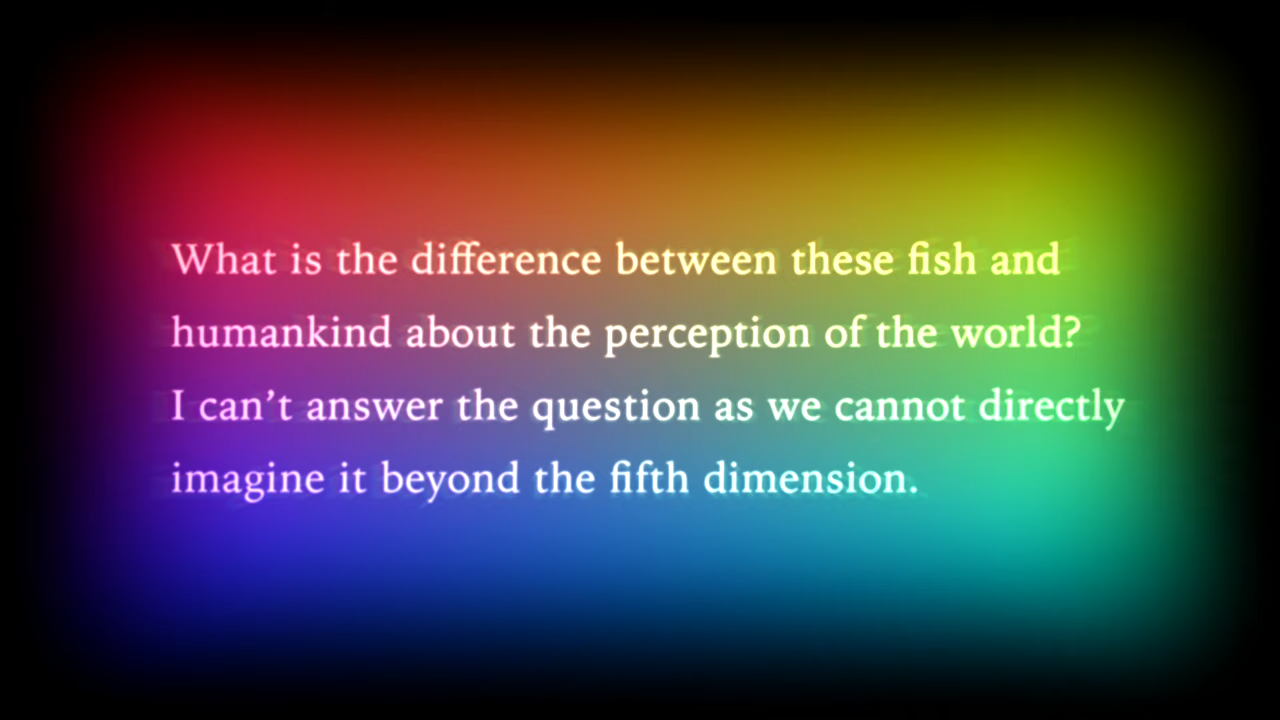 What is the difference between these fish and
humankind about the perception of the world?
I can’t answer the question as we cannot directly
imagine it beyond the fifth dimension.